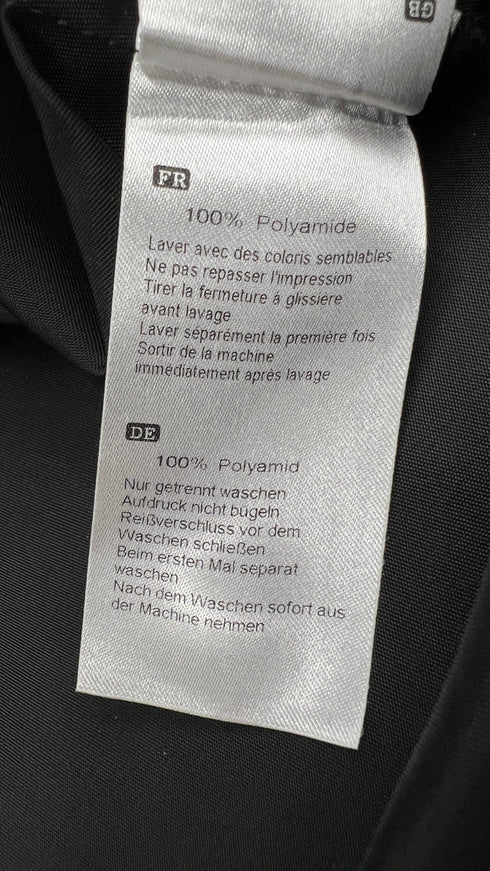 GB
FR
100% Polyamide
Laver avec des coloris semblables
Ne pas repasser l'impression
Tirer la fermeture à glissière
avant lavage
Laver séparément la première fois
Sortir de la machine
immédiatement après lavage
DE
100% Polyamid
Nur getrennt waschen
Aufdruck nicht bügeln
Reißverschluss vor dem
Waschen schließen
Beim ersten Mal separat
waschen
Nach dem Waschen sofort aus
der Machine nehmen